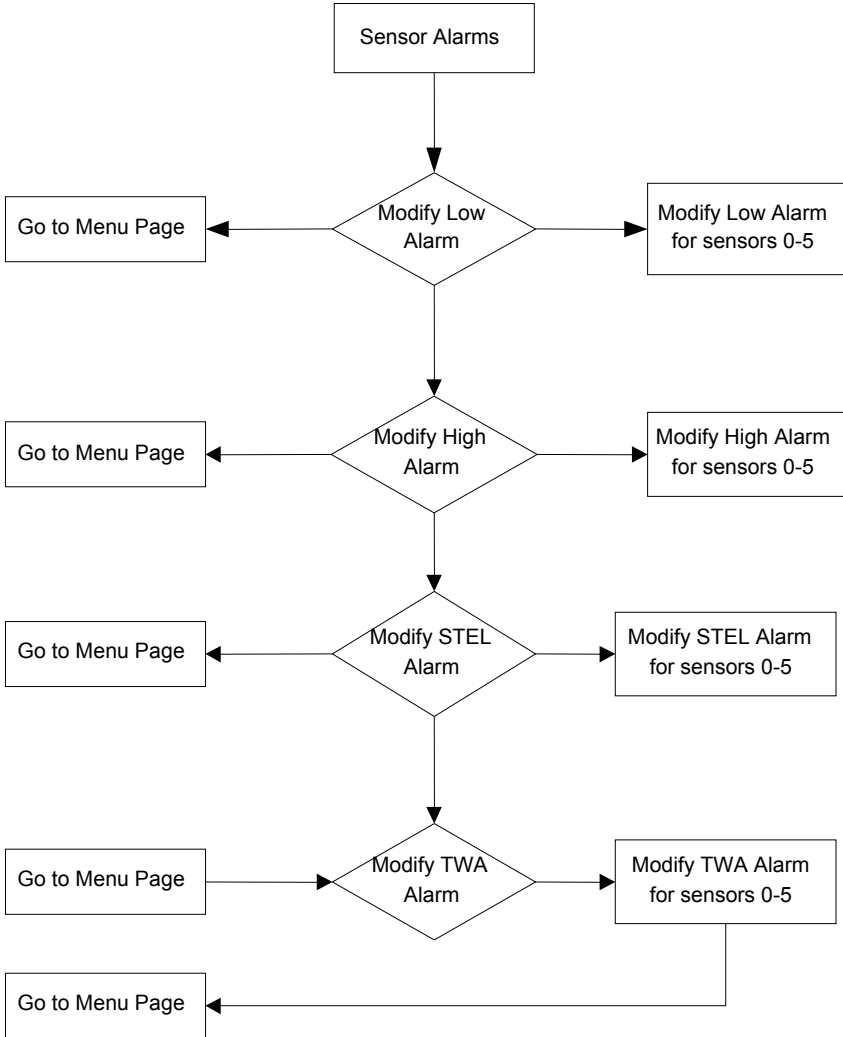 Sensor Alarms
Go to Menu Page
Modify Low
Alarm
Modify Low Alarm
for sensors 0-5
Go to Menu Page
Modify High
Alarm
Modify High Alarm
for sensors 0-5
Go to Menu Page
Modify STEL
Alarm
Modify STEL Alarm
for sensors 0-5
Go to Menu Page
Modify TWA
Alarm
Modify TWA Alarm
for sensors 0-5
Go to Menu Page